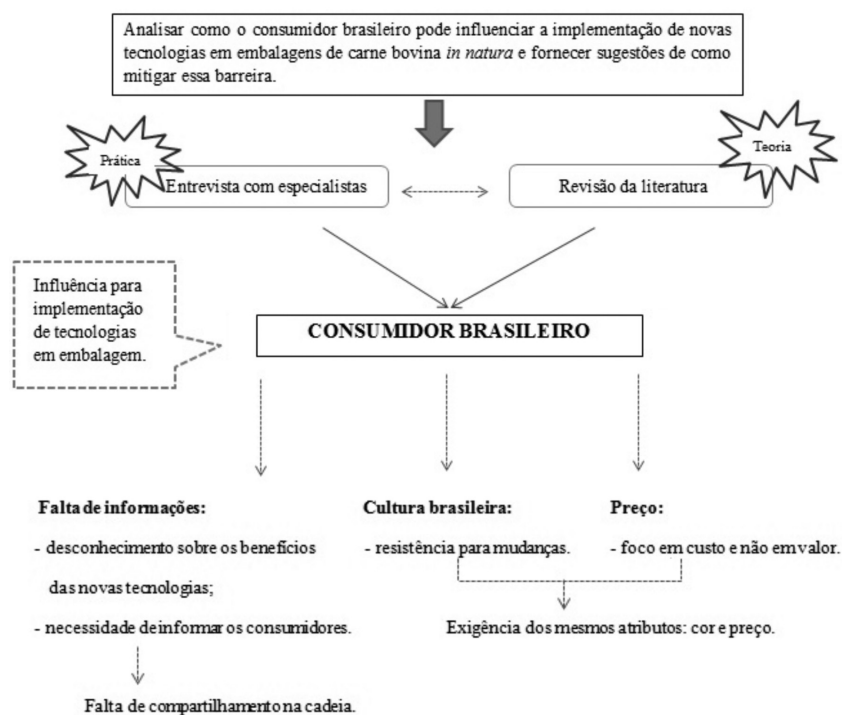 Analisar como o consumidor brasileiro pode influenciar a implementação de novas
tecnologias em embalagens de carne bovina in natura e fornecer sugestões de como
mitigar essa barreira.
Prática
Teoria
Entrevista com especialistas
Revisão da literatura
Influência para
implementação
de tecnologias
em embalagem.
CONSUMIDOR BRASILEIRO
Falta de informações:
- desconhecimento sobre os benefícios
das novas tecnologias;
- necessidade de informar os consumidores.
Falta de compartilhamento na cadeia.
Cultura brasileira:
- resistência para mudanças.
Preço:
- foco em custo e não em valor.
Exigência dos mesmos atributos: cor e preço.